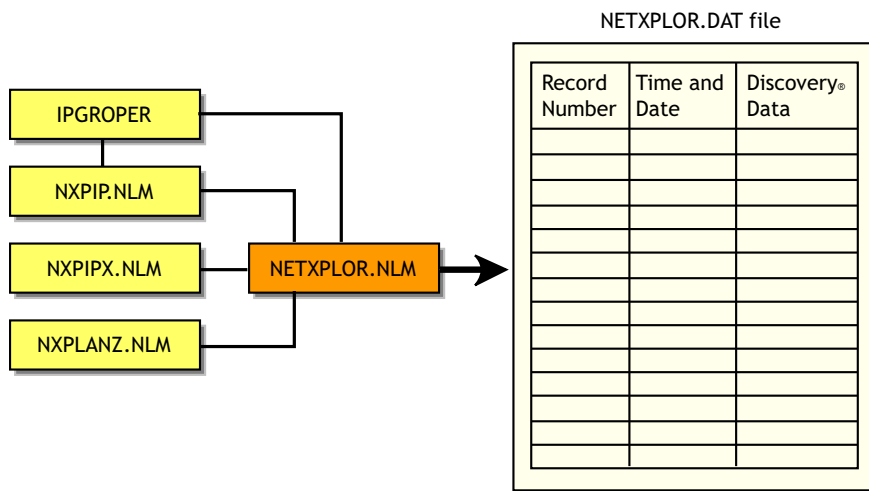 NETXPLOR.DAT file
Record Number
Time and Date
Discovery® Data
IPGROPER
NXPIP.NLM
NXPIPX.NLM
NETXPLOR.NLM
NXPLANZ.NLM